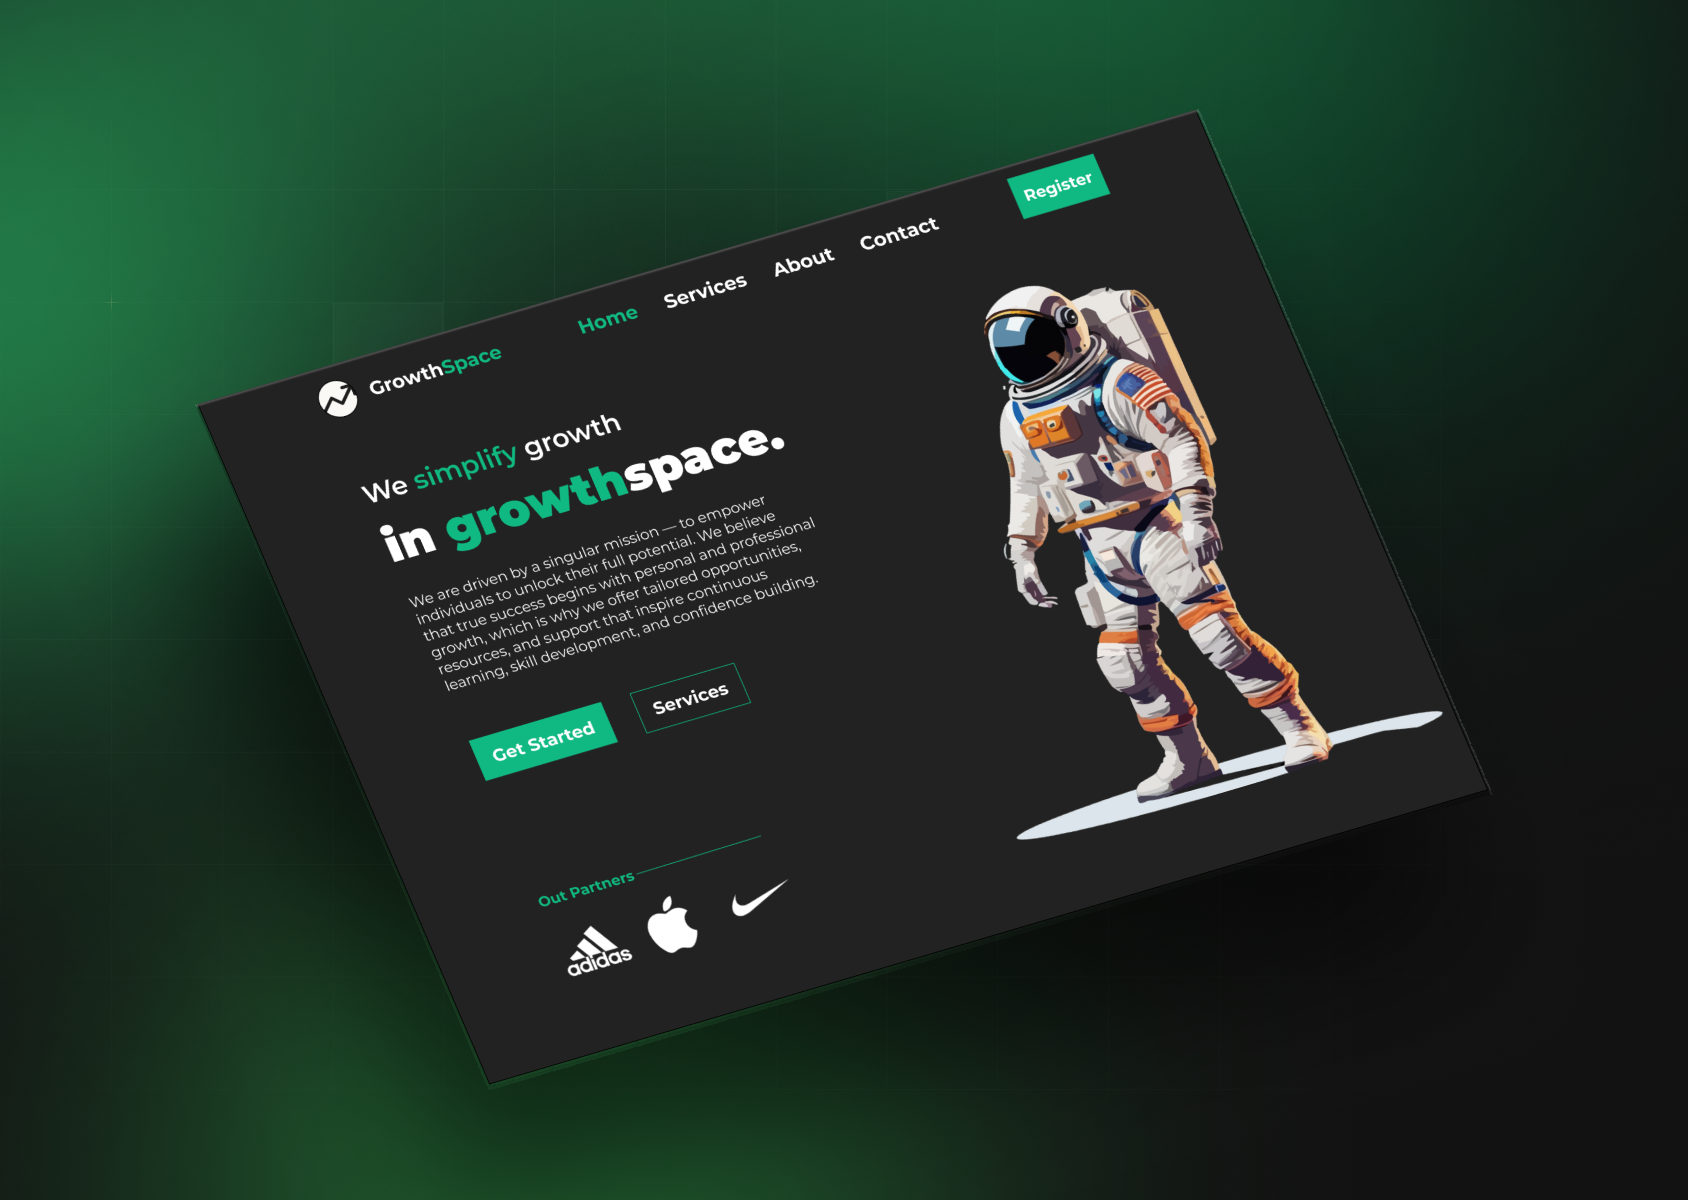 GrowthSpace
Home
Services
About
Contact
Register
We simplify growth
in growthspace.
We are driven by a singular mission — to empower
individuals to unlock their full potential. We believe
that true success begins with personal and professional
growth, which is why we offer tailored opportunities,
resources, and support that inspire continuous
learning, skill development, and confidence building.
Get Started
Services
Out Partners
adidas